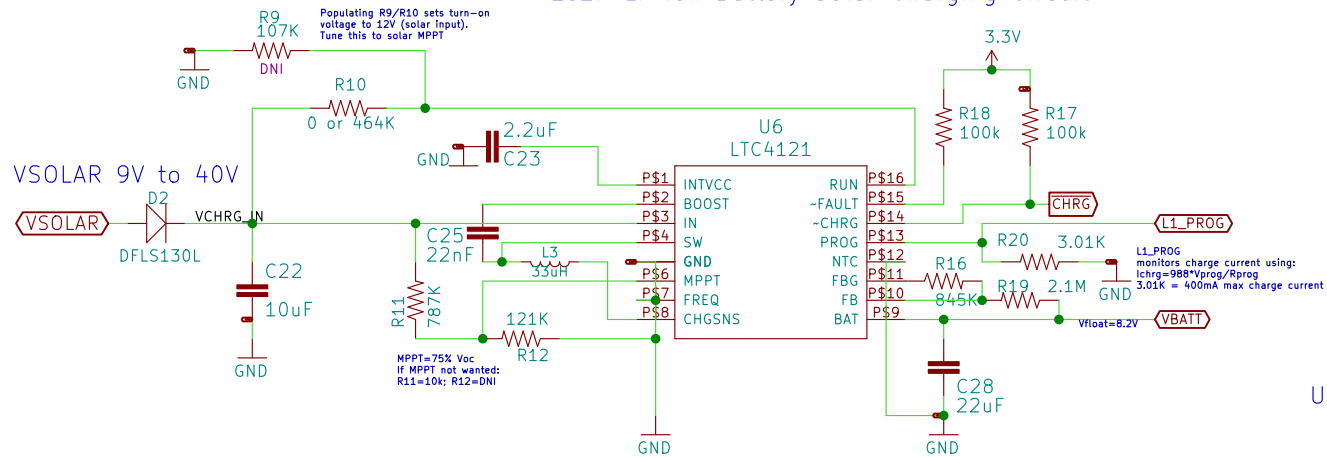 Populating R9/R10 sets turn-on
voltage to 12V (solar input).
Tune this to solar MPPT
R9
107K
DNI
GND
R10
0 or 464K
3.3V
R18
100k
R17
100k
2.2uF
C23
GND
U6
LTC4121
VSOLAR 9V to 40V
D2
VSOLAR
DFLS130L
VCHRG_IN
C22
10uF
GND
C25
22nF
L3
33uH
R11
787K
121K
R12
MPPT=75% Voc
If MPPT not wanted:
R11=10k; R12=DNI
P$1 INTVCC
P$2 BOOST
P$3 IN
P$4 SW
GND
P$6 MPPT
P$7 FREQ
P$8 CHGSNS
RUN P$16
~FAULT P$15
~CHRG P$14
PROG P$13
NTC P$12
FBG P$11
FB P$10
BAT P$9
CHRG
L1_PROG
R20
3.01K
GND
L1_PROG
monitors charge current using:
Ichrg=988*Vprog/Rprog
3.01K = 400mA max charge current
R16
845K
R19
2.1M
Vfloat=8.2V
VBATT
C28
22uF
GND
GND
U